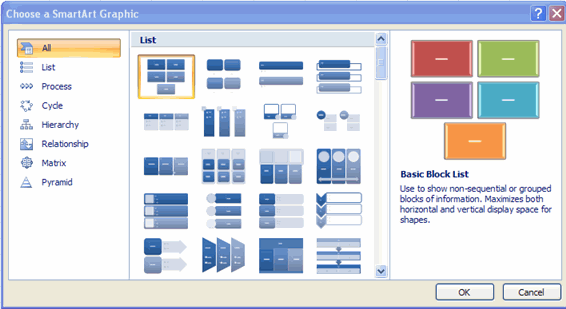 Choose a SmartArt Graphic
All
List
Process
Cycle
Hierarchy
Relationship
Matrix
Pyramid
List
Basic Block List
Use to show non-sequential or grouped
blocks of information. Maximizes both
horizontal and vertical display space for
shapes.
OK
Cancel